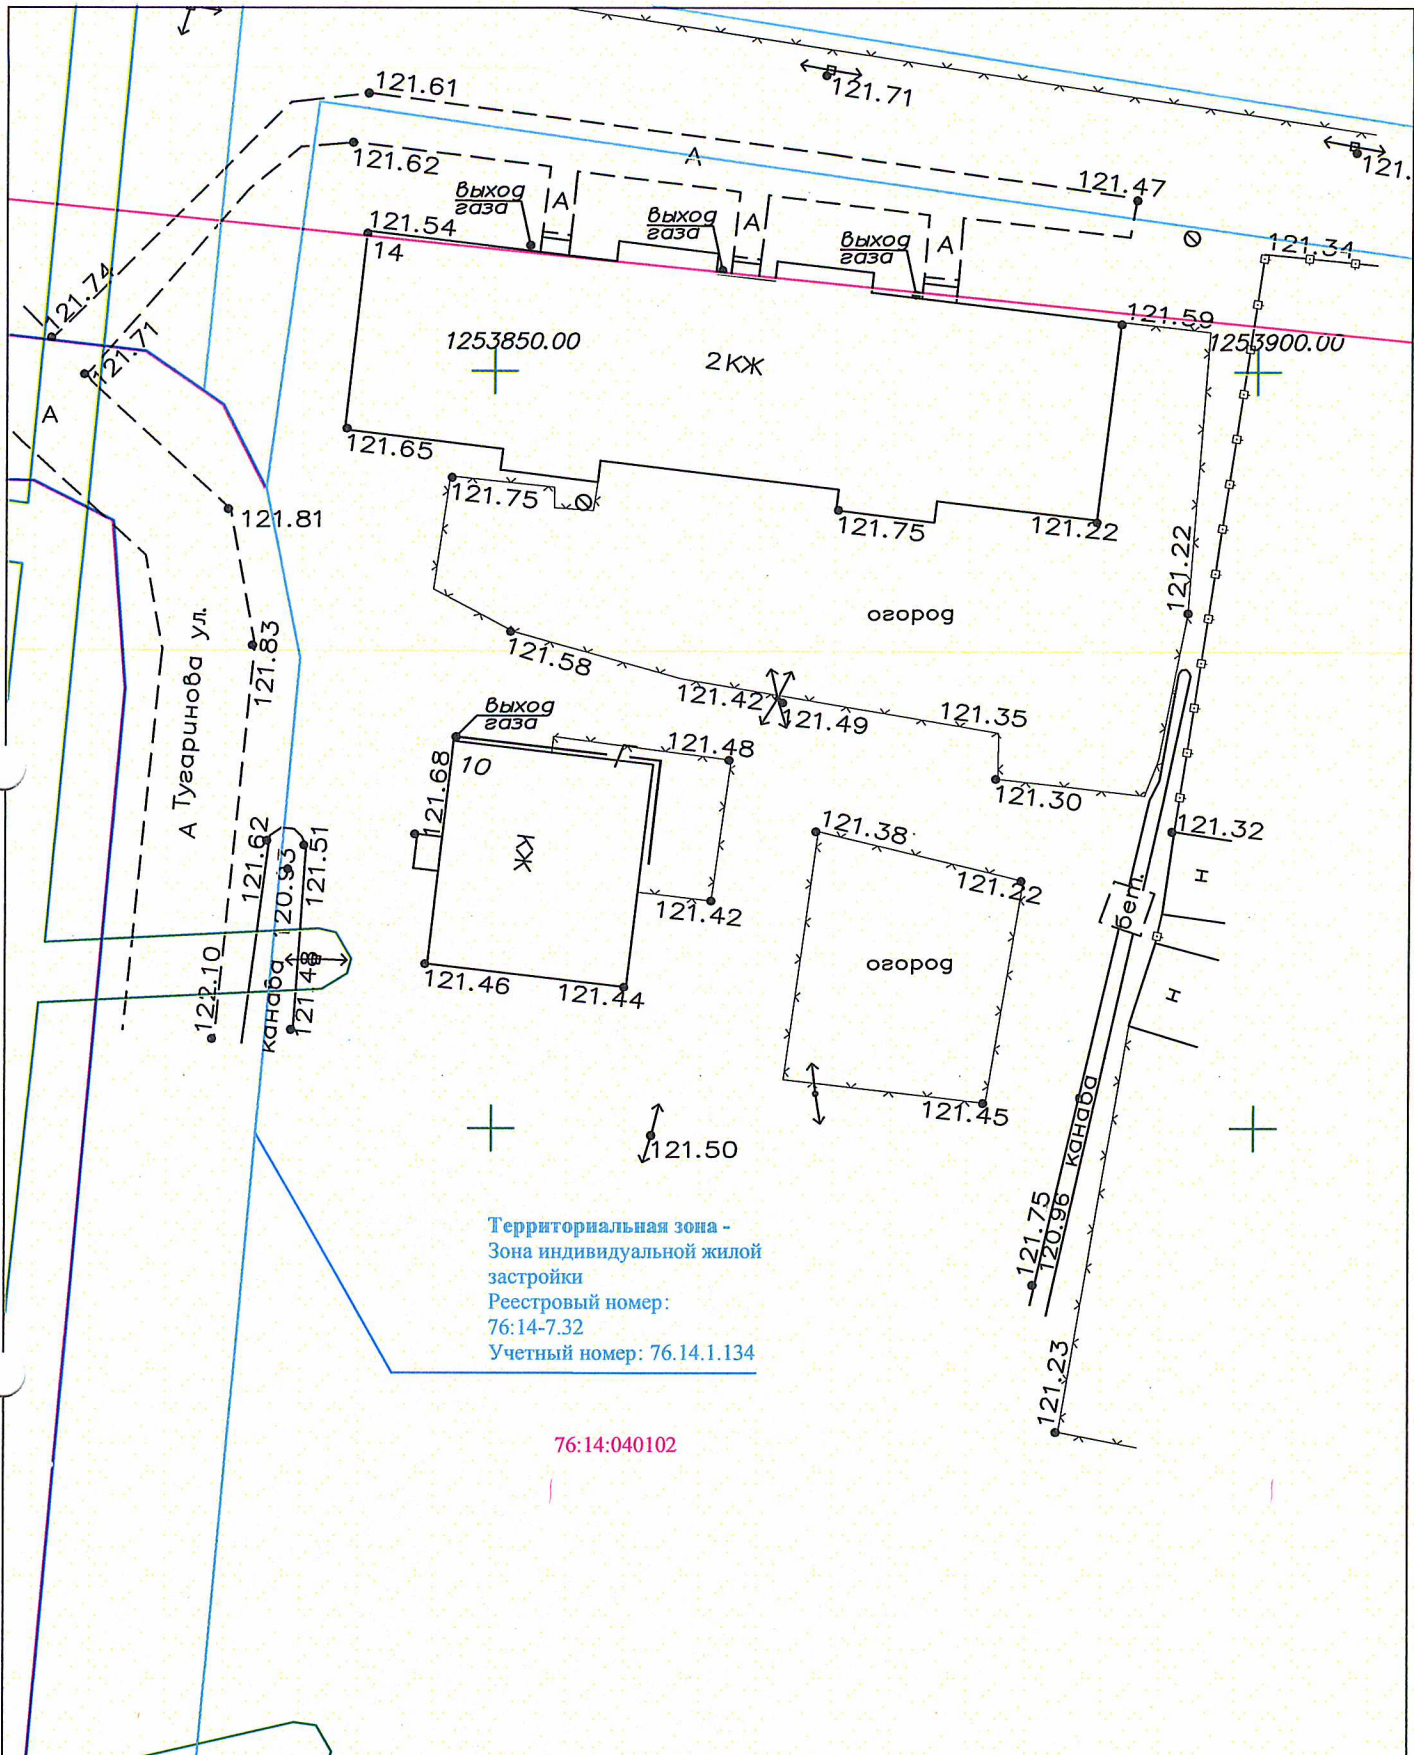 121.61
121.71
121.
121.62
А
121.47
выход
газа
А
выход
газа
А
выход
газа
А
121.54
14
121.34
121.74
121.71
121.59
1253850.00
2КЖ
1253900.00
А
121.65
121.75
121.81
121.75
121.22
121.22
огород
121.83
А Тугаринова ул.
121.58
121.42
121.49
121.35
выход
газа
121.48
10
121.68
121.30
КЖ
121.38
121.32
121.62
120.93
121.51
121.22
Н
121.42
бет.
огород
121.46
121.44
Н
122.10
канава
121.48
121.45
канава
121.50
121.75
120.96
Территориальная зона -
Зона индивидуальной жилой
застройки
Реестровый номер:
76:14-7.32
Учетный номер: 76.14.1.134
121.23
76:14:040102